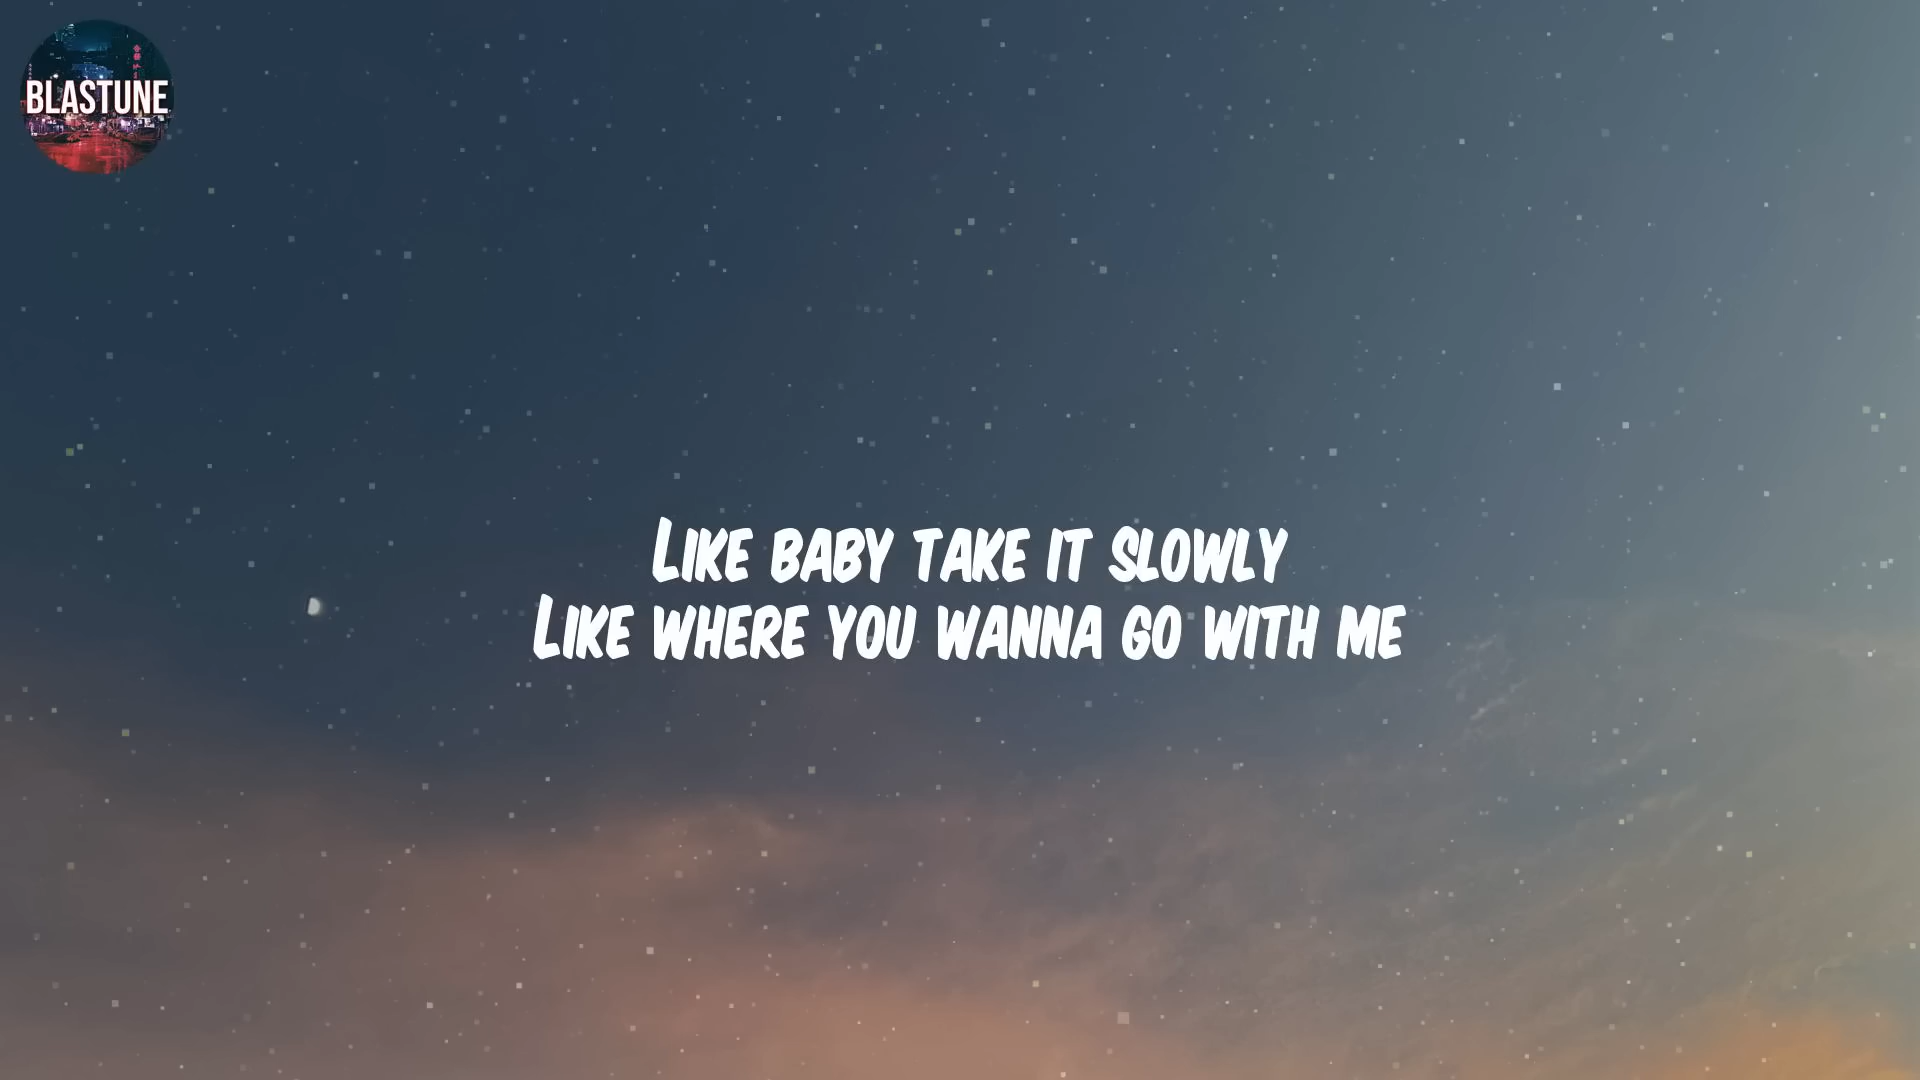 BLASTUNE
LIKE BABY TAKE IT SLOWLY
LIKE WHERE YOU WANNA GO WITH ME